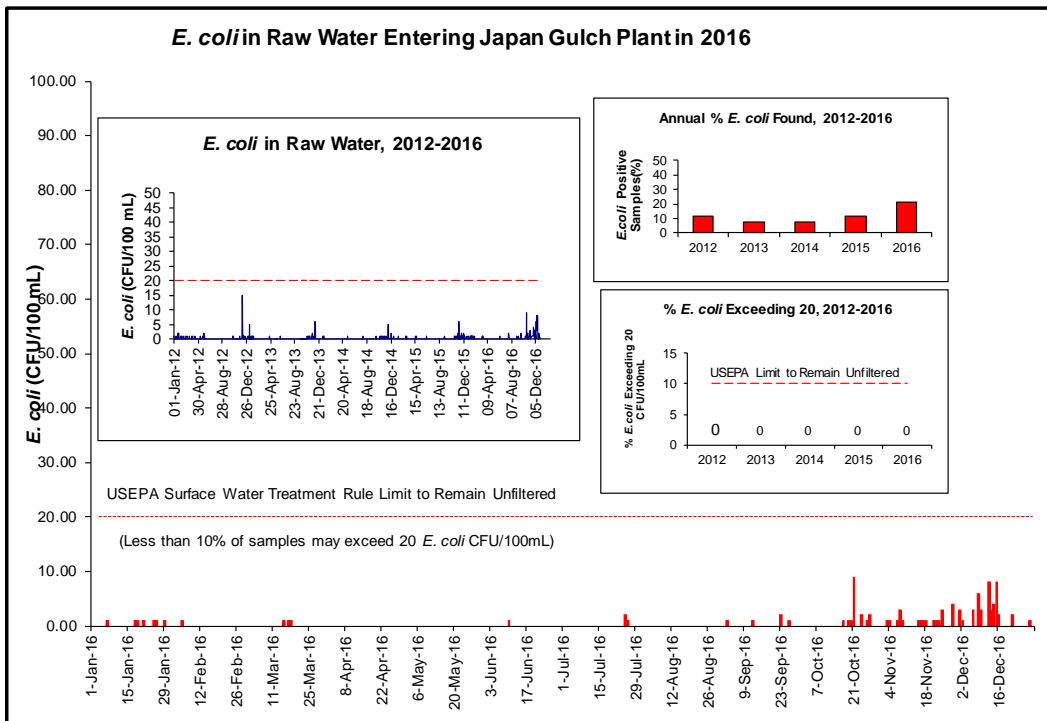 E. coli in Raw Water Entering Japan Gulch Plant in 2016
E. coli (CFU/100 mL)
100.00
90.00
80.00
70.00
60.00
50.00
40.00
30.00
20.00
10.00
0.00
E. coli in Raw Water, 2012-2016
E. coli (CFU/100 mL)
50
45
40
35
30
25
20
15
10
5
0
01-Jan-12
30-Apr-12
28-Aug-12
26-Dec-12
25-Apr-13
23-Aug-13
21-Dec-13
20-Apr-14
18-Aug-14
16-Dec-14
15-Apr-15
13-Aug-15
11-Dec-15
09-Apr-16
07-Aug-16
05-Dec-16
Annual % E. coli Found, 2012-2016
E.coli Positive
Samples(%)
50
40
30
20
10
0
2012 2013 2014 2015 2016
% E. coli Exceeding 20, 2012-2016
% E.coli Exceeding 20
CFU/100mL
15
10
5
0
USEPA Limit to Remain Unfiltered
0 0 0 0 0
2012 2013 2014 2015 2016
USEPA Surface Water Treatment Rule Limit to Remain Unfiltered
(Less than 10% of samples may exceed 20 E. coli CFU/100mL)
1-Jan-16
15-Jan-16
29-Jan-16
12-Feb-16
26-Feb-16
11-Mar-16
25-Mar-16
8-Apr-16
22-Apr-16
6-May-16
20-May-16
3-Jun-16
17-Jun-16
1-Jul-16
15-Jul-16
29-Jul-16
12-Aug-16
26-Aug-16
9-Sep-16
23-Sep-16
7-Oct-16
21-Oct-16
4-Nov-16
18-Nov-16
2-Dec-16
16-Dec-16